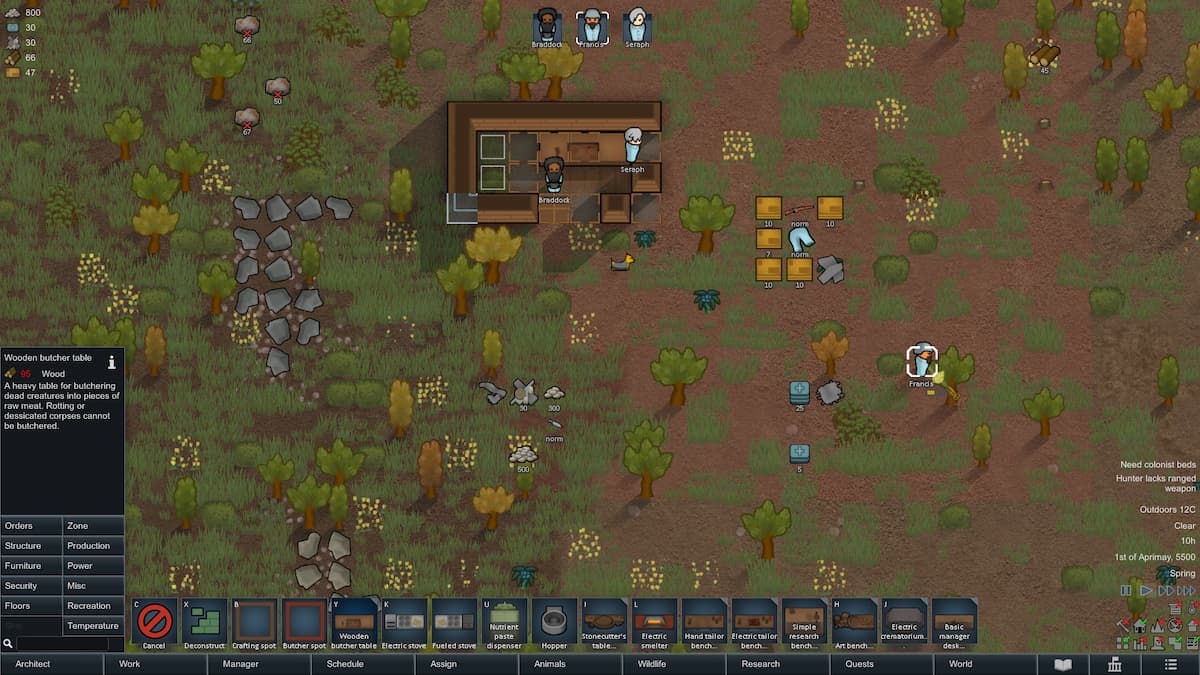 800
30
30
66
47
66
50
67
Braddock
Francis
Seraph
45
Seraph
Braddock
10
norm
10
7
norm
10
10
Francis
25
5
30
300
norm
500
Wooden butcher table
95 Wood
A heavy table for butchering
dead creatures into pieces of
raw meat. Rotting or
dessicated corpses cannot
be butchered.
Need colonist beds
Hunter lacks ranged
weapon
Outdoors 12C
Clear
10h
1st of Aprimay, 5500
Spring
Orders
Zone
Structure
Production
Furniture
Power
Security
Misc
Floors
Recreation
Temperature
C
Cancel
X
Deconstruct
B
Crafting spot
Butcher spot
Y
Wooden
butcher table
K
Electric stove
Fueled stove
U
Nutrient
paste
dispenser
Hopper
I
Stonecutter's
table...
L
Electric
smelter
Hand tailor
bench...
Electric tailor
bench...
Simple
research
bench...
H
Art bench...
J
Electric
crematorium...
Basic
manager
desk...
Architect
Work
Manager
Schedule
Assign
Animals
Wildlife
Research
Quests
World